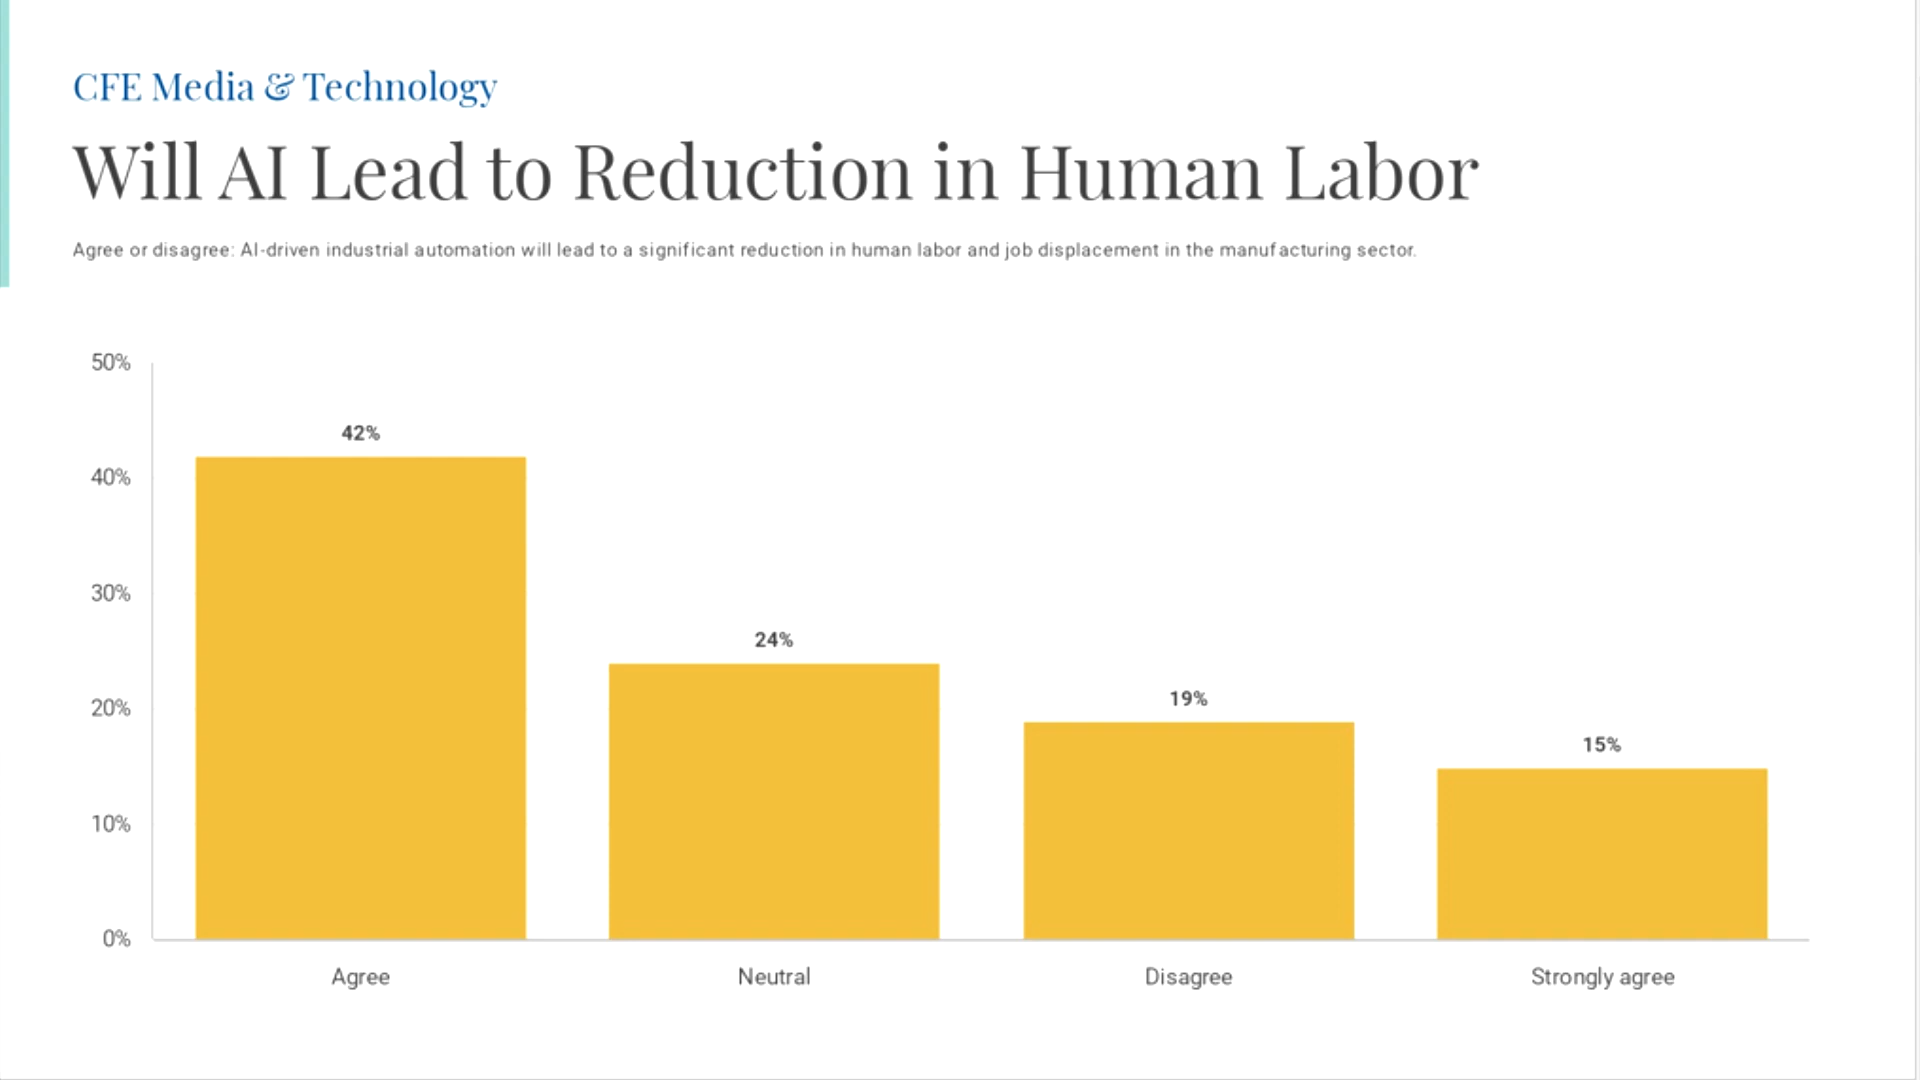 CFE Media & Technology
Will AI Lead to Reduction in Human Labor
Agree or disagree: AI-driven industrial automation will lead to a significant reduction in human labor and job displacement in the manufacturing sector.
50%
42%
40%
30%
24%
20%
19%
15%
10%
0%
Agree
Neutral
Disagree
Strongly agree